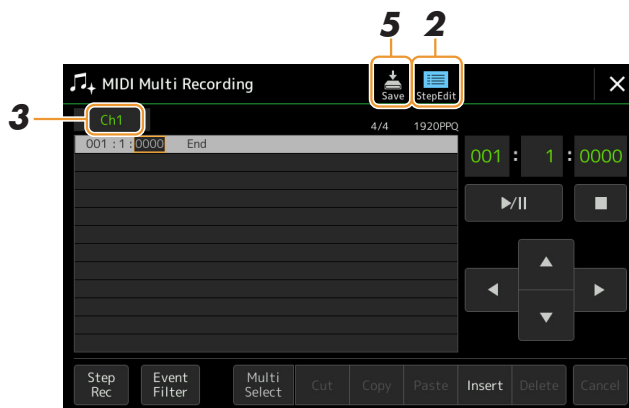 5 2
MIDI Multi Recording
Save
StepEdit
3
Ch1
4/4 1920PPQ
001 : 1 : 0000 End
001 : 1 : 0000
Step
Rec
Event
Filter
Multi
Select
Cut
Copy
Paste
Insert
Delete
Cancel